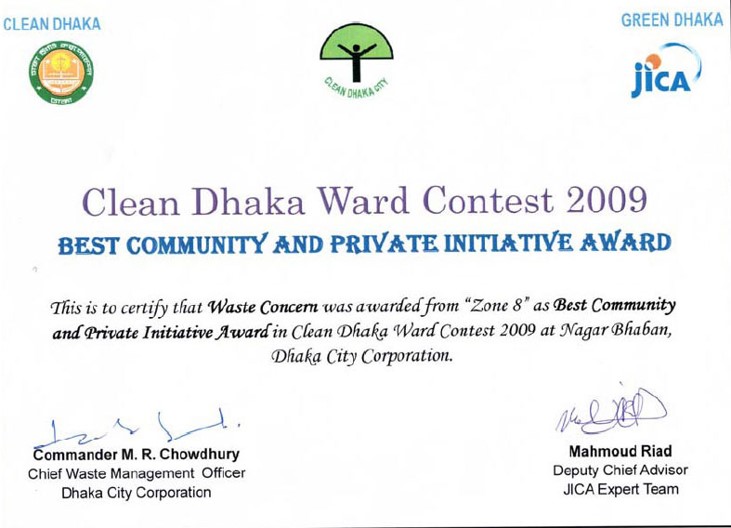 CLEAN DHAKA
GREEN DHAKA
CLEAN DHAKA CITY
jICA
Clean Dhaka Ward Contest 2009
BEST COMMUNITY AND PRIVATE INITIATIVE AWARD
This is to certify that Waste Concern was awarded from “Zone 8” as Best Community
and Private Initiative Award in Clean Dhaka Ward Contest 2009 at Nagar Bhaban,
Dhaka City Corporation.
Commander M. R. Chowdhury
Chief Waste Management Officer
Dhaka City Corporation
Mahmoud Riad
Deputy Chief Advisor
JICA Expert Team